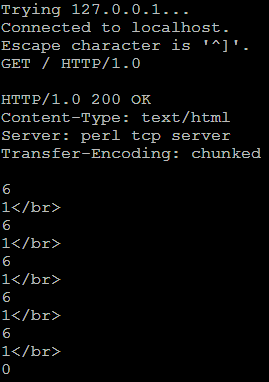 Trying 127.0.0.1...
Connected to localhost.
Escape character is '^]'.
GET / HTTP/1.0
HTTP/1.0 200 OK
Content-Type: text/html
Server: perl tcp server
Transfer-Encoding: chunked
6
1</br>
6
1</br>
6
1</br>
6
1</br>
6
1</br>
0